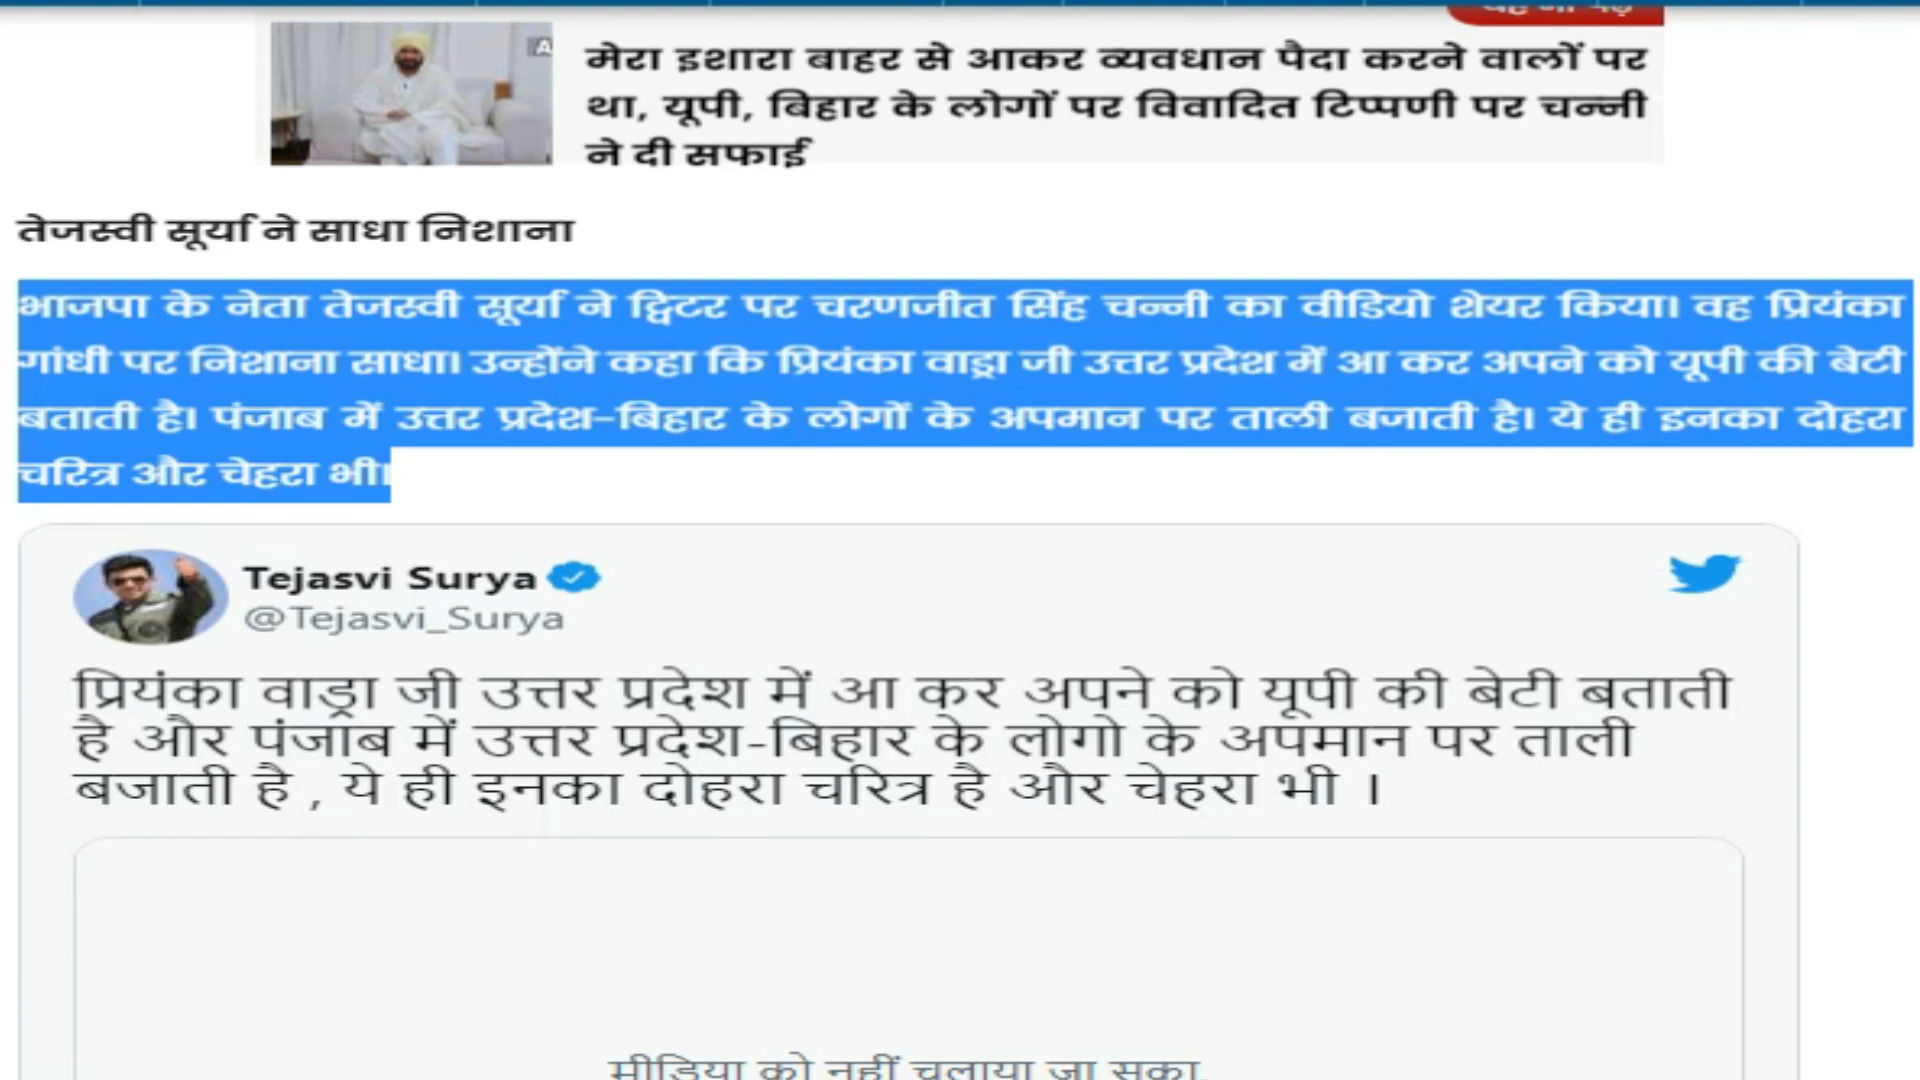 मेरा इशारा बाहर से आकर व्यवधान पैदा करने वालों पर
था, यूपी, बिहार के लोगों पर विवादित टिप्पणी पर चन्नी
ने दी सफाई
तेजस्वी सूर्या ने साधा निशाना
भाजपा के नेता तेजस्वी सूर्या ने ट्विटर पर चरणजीत सिंह चन्नी का वीडियो शेयर किया। वह प्रियंका
गांधी पर निशाना साधा। उन्होंने कहा कि प्रियंका वाड्रा जी उत्तर प्रदेश में आ कर अपने को यूपी की बेटी
बताती है। पंजाब में उत्तर प्रदेश-बिहार के लोगों के अपमान पर ताली बजाती है। ये ही इनका दोहरा
चरित्र और चेहरा भी।
Tejasvi Surya
@Tejasvi_Surya
प्रियंका वाड्रा जी उत्तर प्रदेश में आ कर अपने को यूपी की बेटी बताती
है और पंजाब में उत्तर प्रदेश-बिहार के लोगो के अपमान पर ताली
बजाती है , ये ही इनका दोहरा चरित्र है और चेहरा भी ।
मीडिया को नहीं चलाया जा सका.